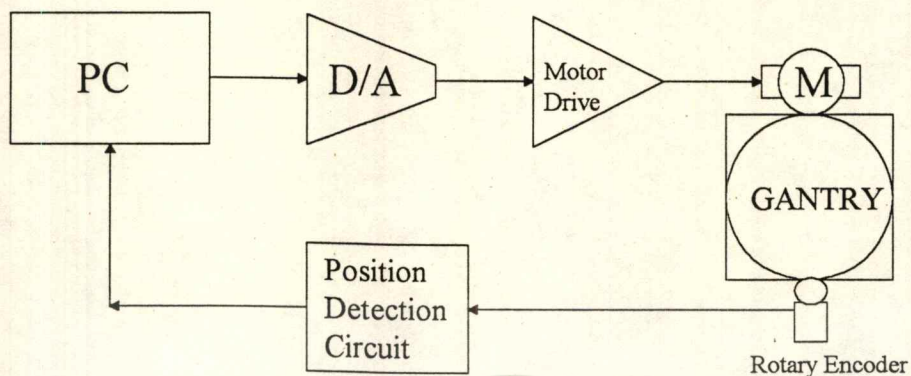 PC
D/A
Motor
Drive
M
GANTRY
Position
Detection
Circuit
Rotary Encoder